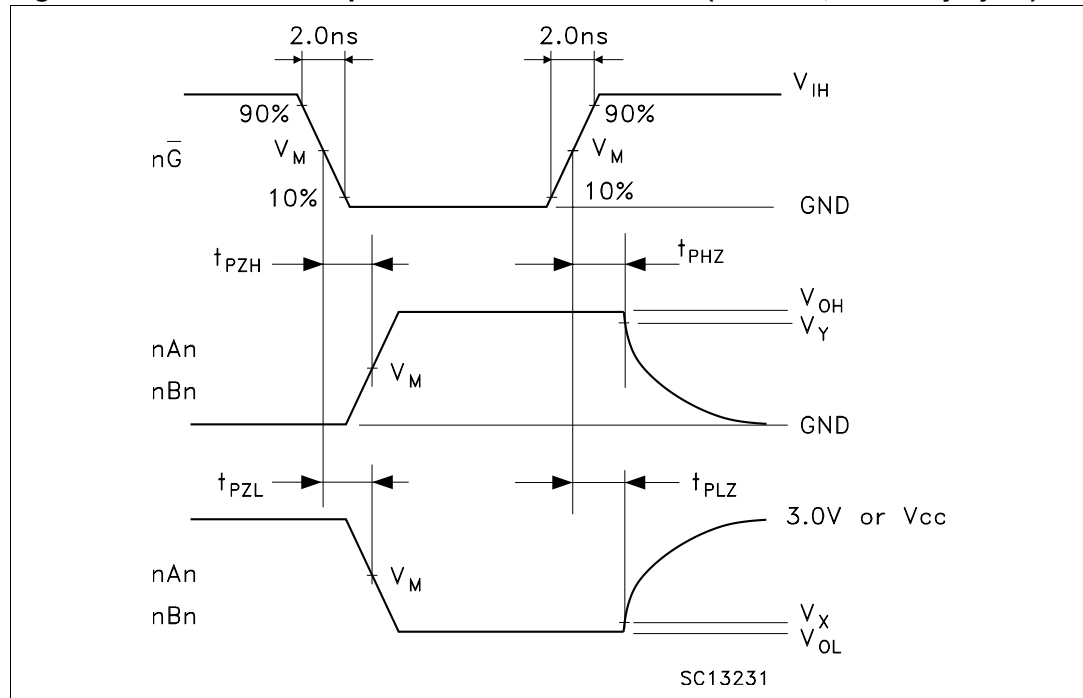 2.0ns 2.0ns
V_IH
90% 90%
V_M V_M
nG̅
10% 10%
GND
t_PZH t_PHZ
V_OH
V_Y
nAn
V_M
nBn
GND
t_PZL t_PLZ
3.0V or Vcc
nAn
V_M
nBn
V_X
V_OL
SC13231